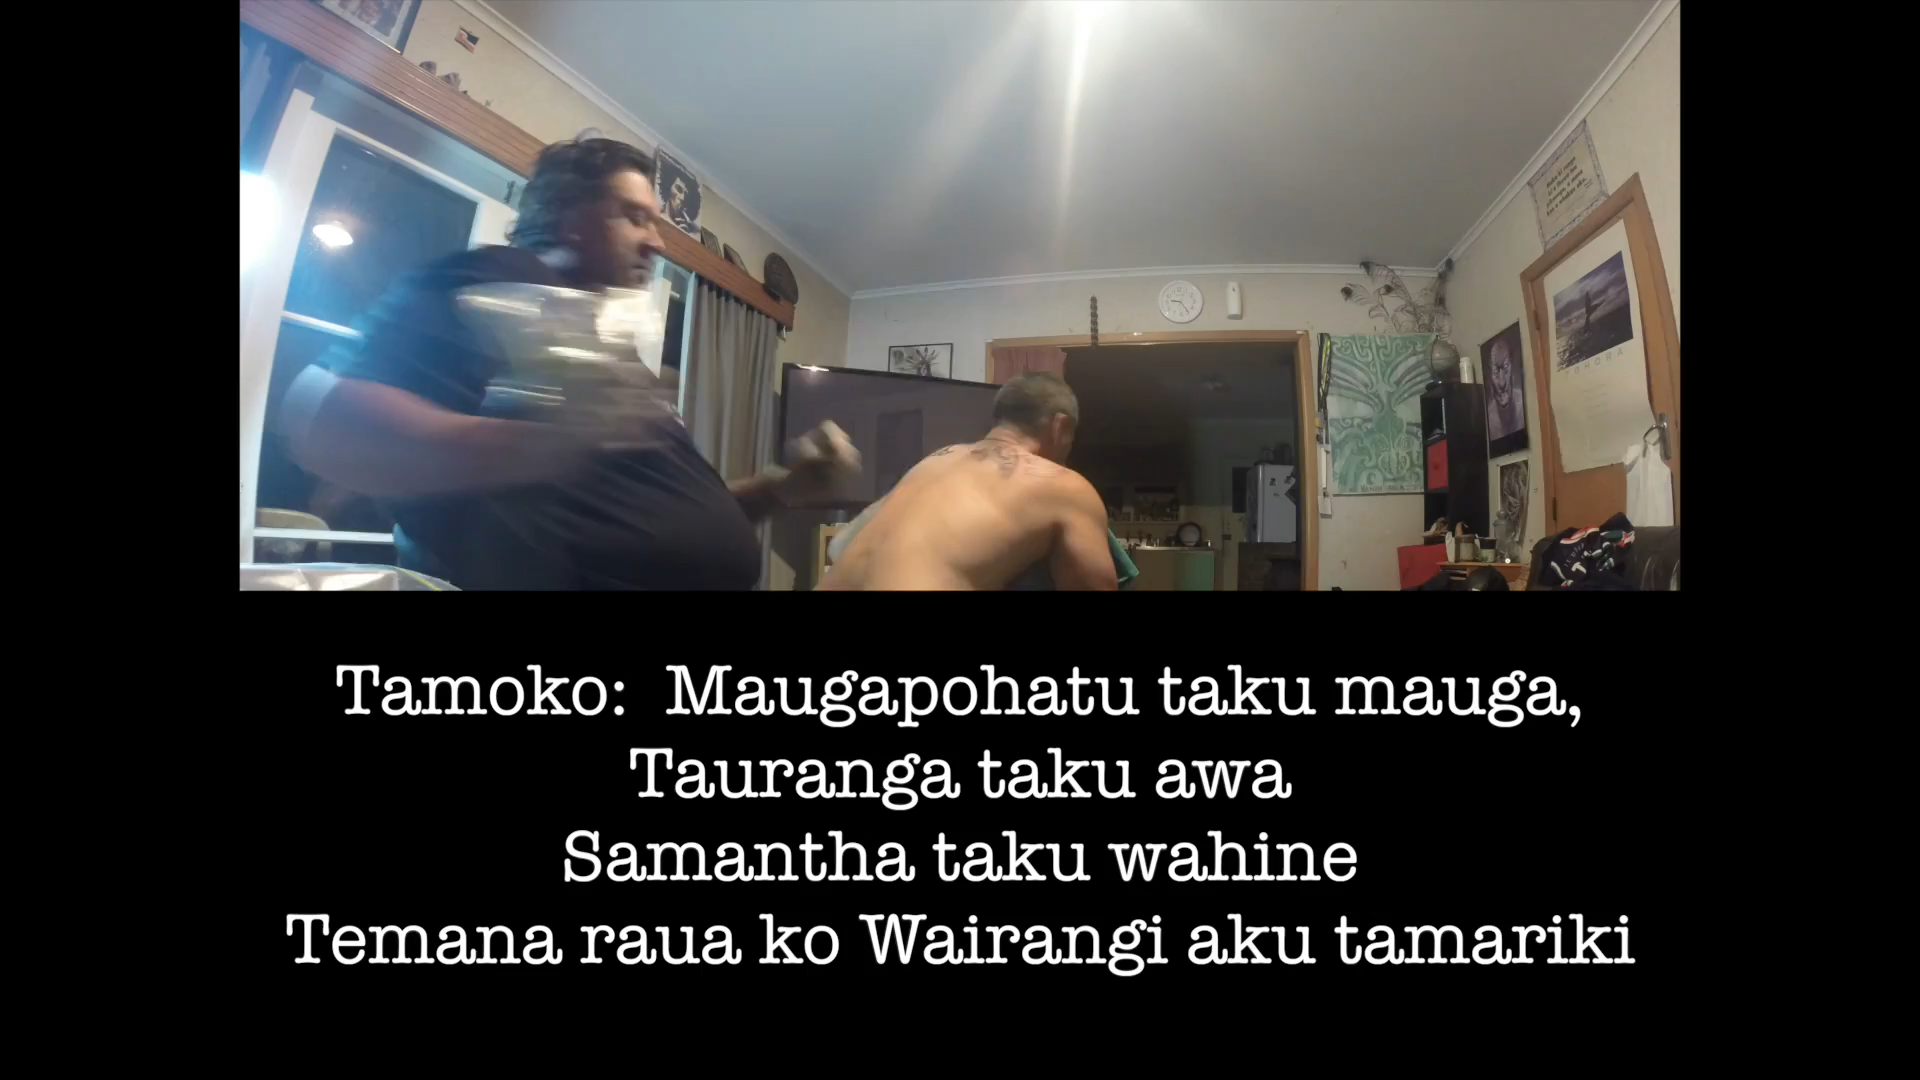 Tamoko:  Maugapohatu taku mauga,
Tauranga taku awa
Samantha taku wahine
Temana raua ko Wairangi aku tamariki